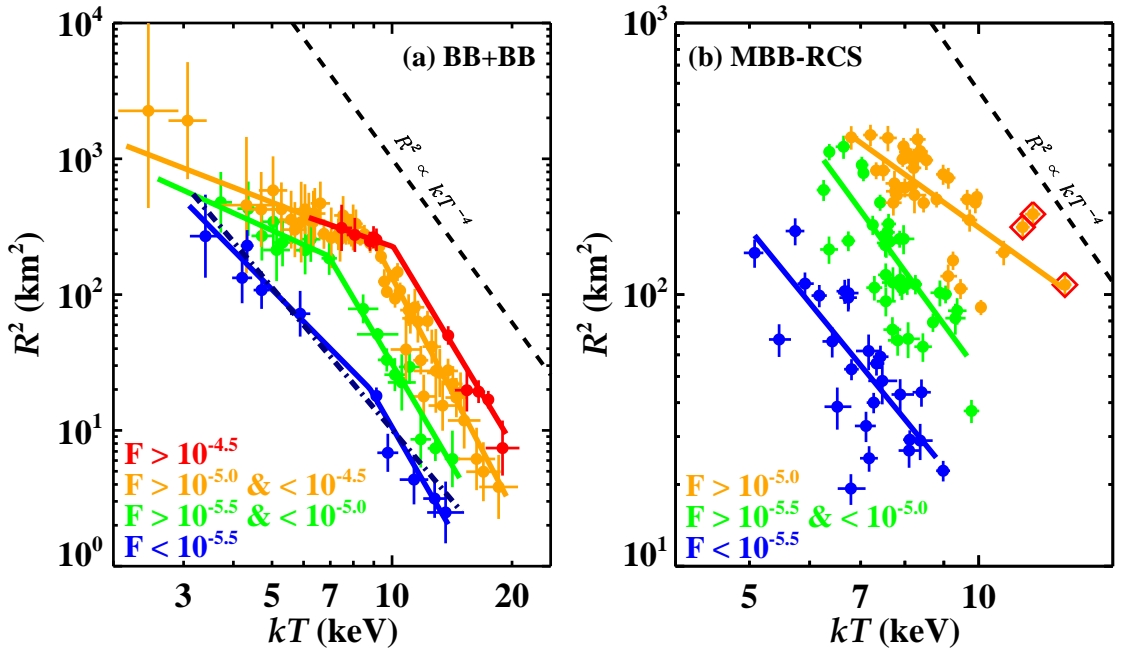 (a) BB+BB
R² ∝ kT⁻⁴
10⁴
10³
10²
10¹
10⁰
R² (km²)
F > 10⁻⁴·⁵
F > 10⁻⁵·⁰ & < 10⁻⁴·⁵
F > 10⁻⁵·⁵ & < 10⁻⁵·⁰
F < 10⁻⁵·⁵
3 5 7 10 20
kT (keV)
(b) MBB-RCS
R² ∝ kT⁻⁴
10³
10²
10¹
R² (km²)
F > 10⁻⁵·⁰
F > 10⁻⁵·⁵ & < 10⁻⁵·⁰
F < 10⁻⁵·⁵
5 7 10
kT (keV)